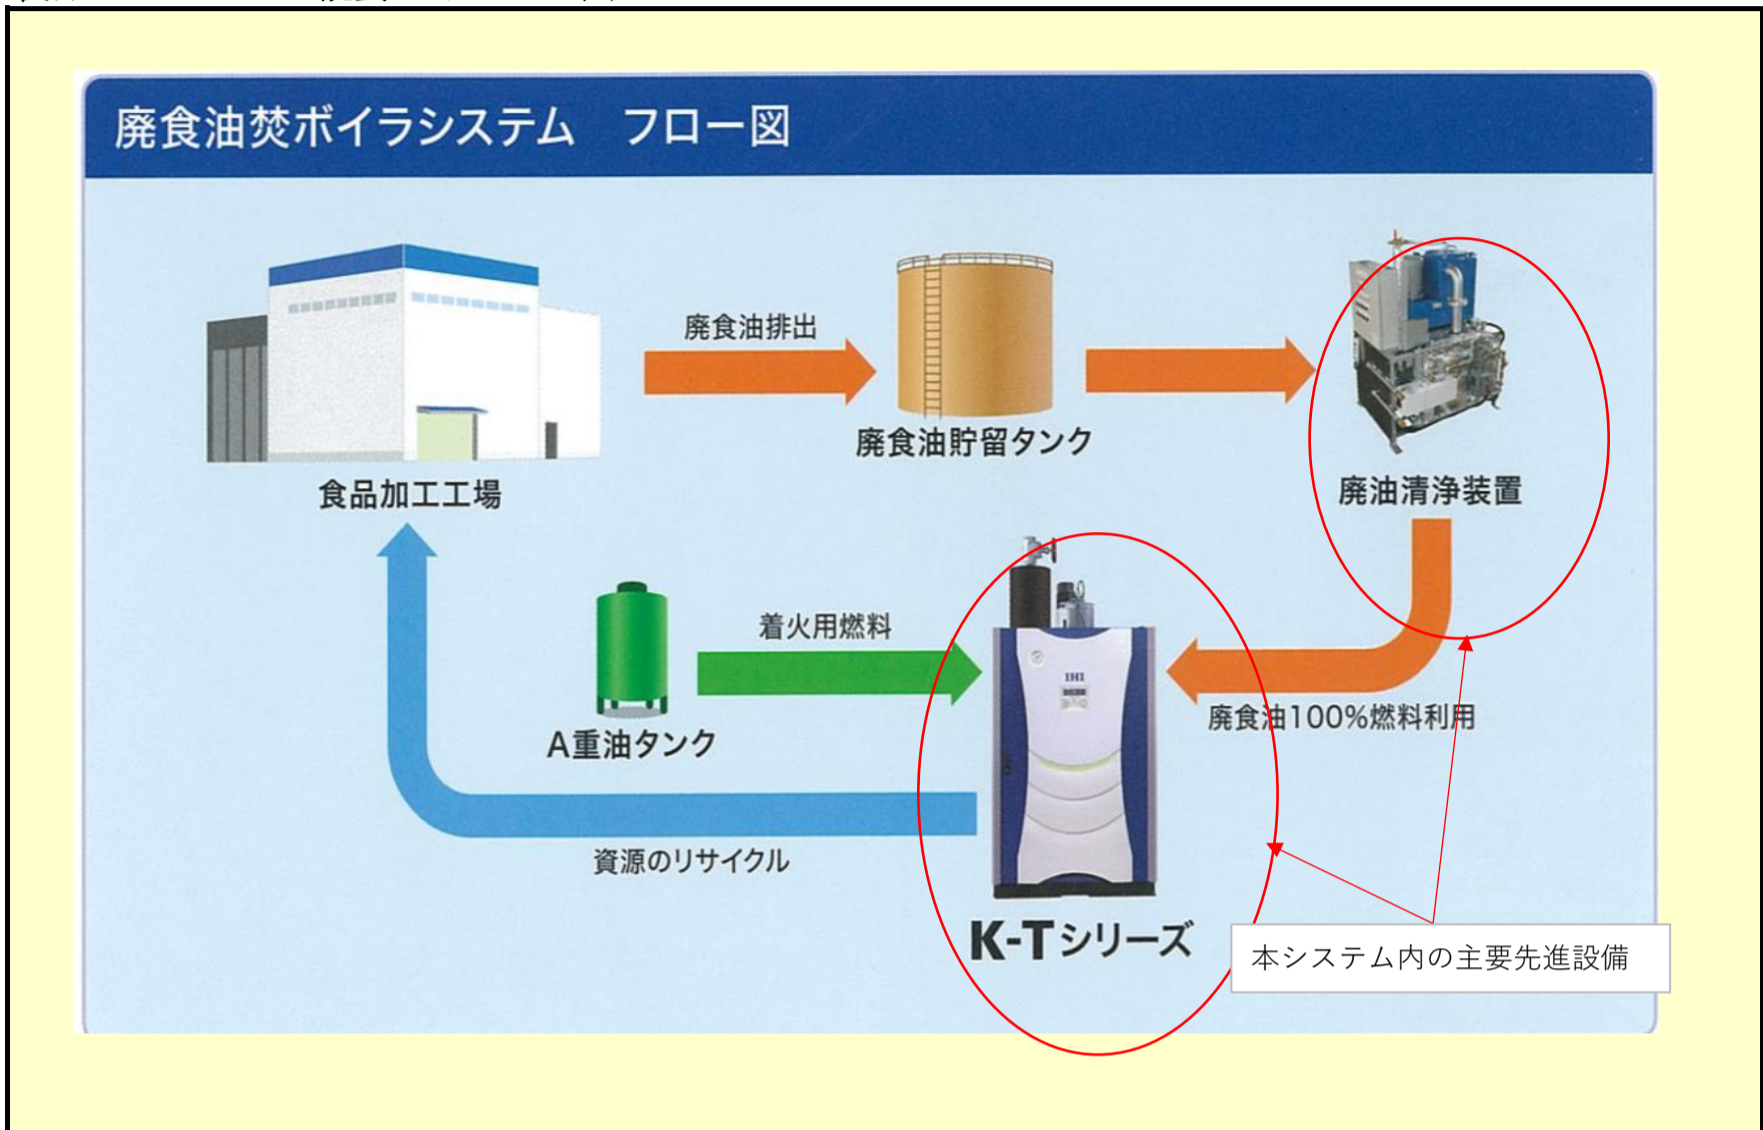 廃食油焚ボイラシステム　フロー図
廃食油排出
廃食油貯留タンク
廃油清浄装置
食品加工工場
着火用燃料
A重油タンク
IHI
廃食油100%燃料利用
資源のリサイクル
K-Tシリーズ
本システム内の主要先進設備